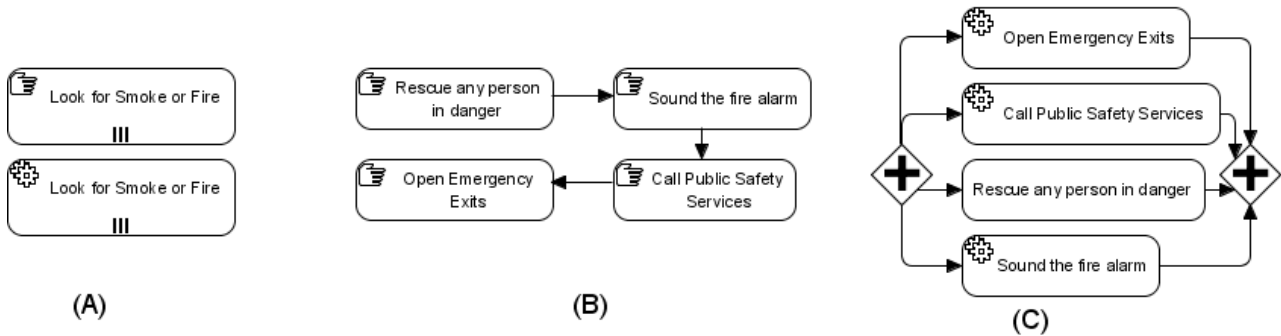 Look for Smoke or Fire
Look for Smoke or Fire
(A)
Rescue any person
in danger
Sound the fire alarm
Open Emergency
Exits
Call Public Safety
Services
(B)
Open Emergency Exits
Call Public Safety Services
Rescue any person in danger
Sound the fire alarm
(C)